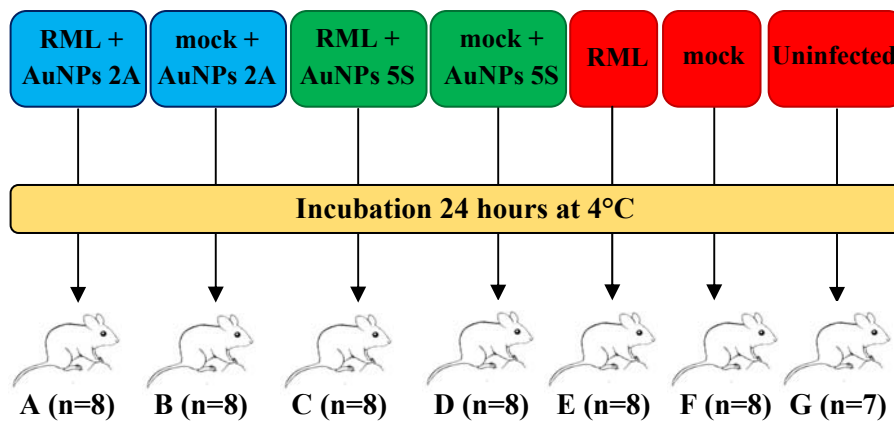 RML +
AuNPs 2A
mock +
AuNPs 2A
RML +
AuNPs 5S
mock +
AuNPs 5S
RML
mock
Uninfected
Incubation 24 hours at 4°C
A (n=8) B (n=8) C (n=8) D (n=8) E (n=8) F (n=8) G (n=7)